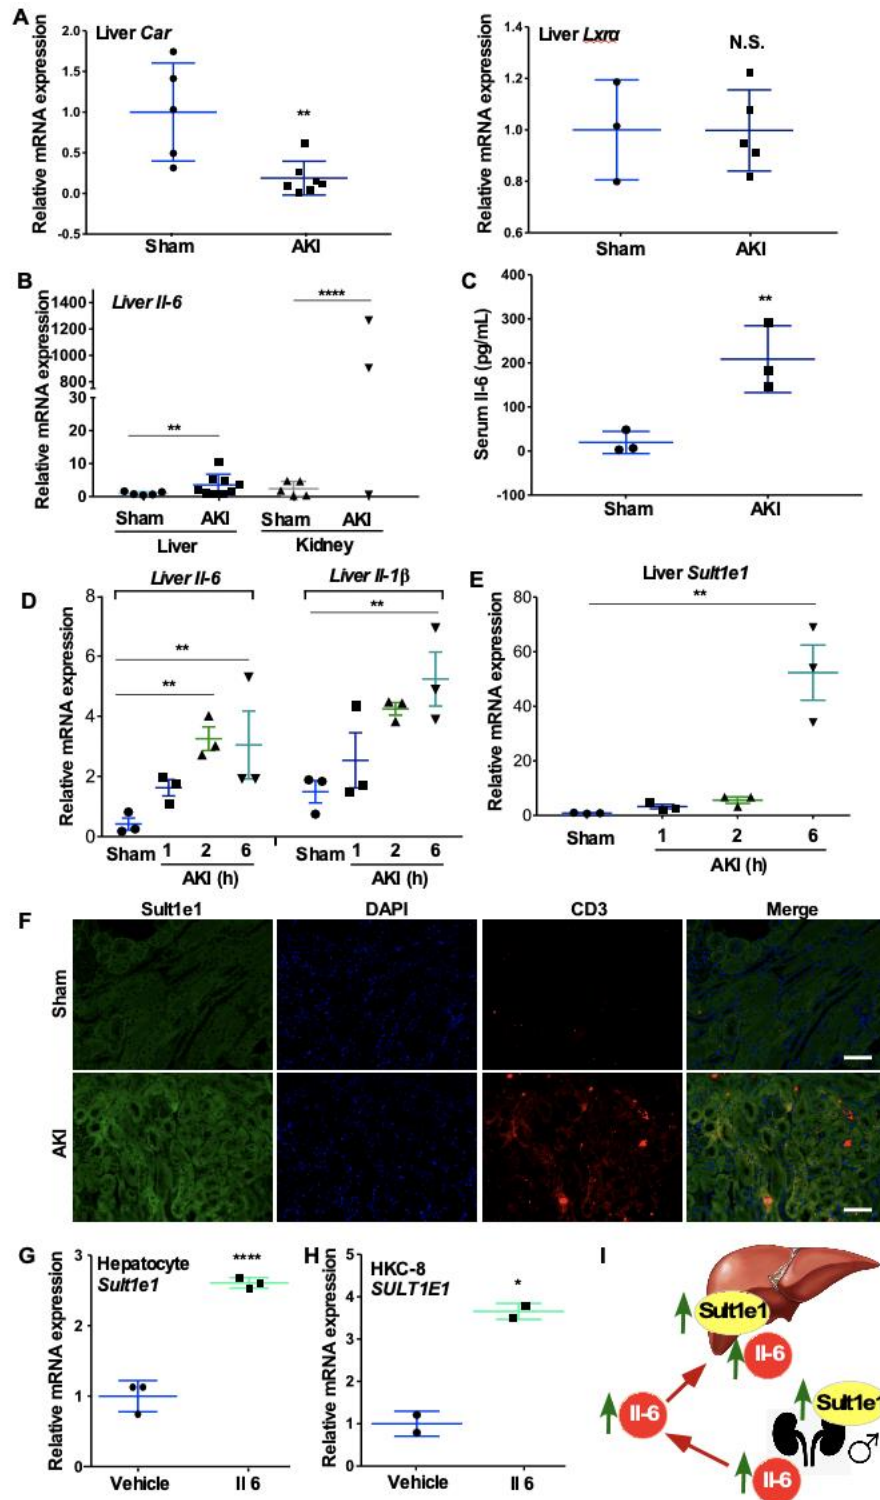 A
Liver Car
Relative mRNA expression
2.0
1.5
1.0
0.5
0.0
-0.5
**
Sham
AKI
Liver Lxrα
Relative mRNA expression
1.4
1.2
1.0
0.8
0.6
N.S.
Sham
AKI
B
Liver Il-6
Relative mRNA expression
1400
1200
1000
800
30
20
10
0
**
****
Sham
AKI
Sham
AKI
Liver
Kidney
C
Serum Il-6 (pg/mL)
400
300
200
100
0
-100
**
Sham
AKI
D
Liver Il-6
Liver Il-1β
Relative mRNA expression
8
6
4
2
0
**
**
**
Sham 1 2 6
AKI (h)
Sham 1 2 6
AKI (h)
E
Liver Sult1e1
Relative mRNA expression
80
60
40
20
0
**
Sham
1 2 6
AKI (h)
F
Sult1e1 DAPI CD3 Merge
Sham
AKI
G
Hepatocyte
Sult1e1
Relative mRNA expression
3
2
1
0
****
Vehicle
Il 6
H
HKC-8
SULT1E1
Relative mRNA expression
5
4
3
2
1
0
*
Vehicle
Il 6
I
Sult1e1
Il-6
Il-6
Sult1e1
Il-6
♂